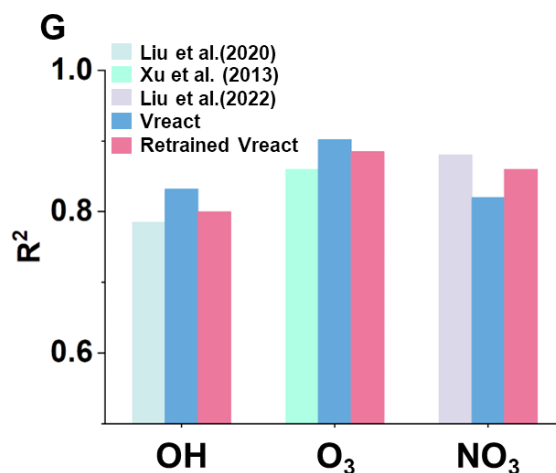 G
Liu et al.(2020)
Xu et al. (2013)
Liu et al.(2022)
Vreact
Retrained Vreact
1.0
0.8
0.6
R²
OH O₃ NO₃